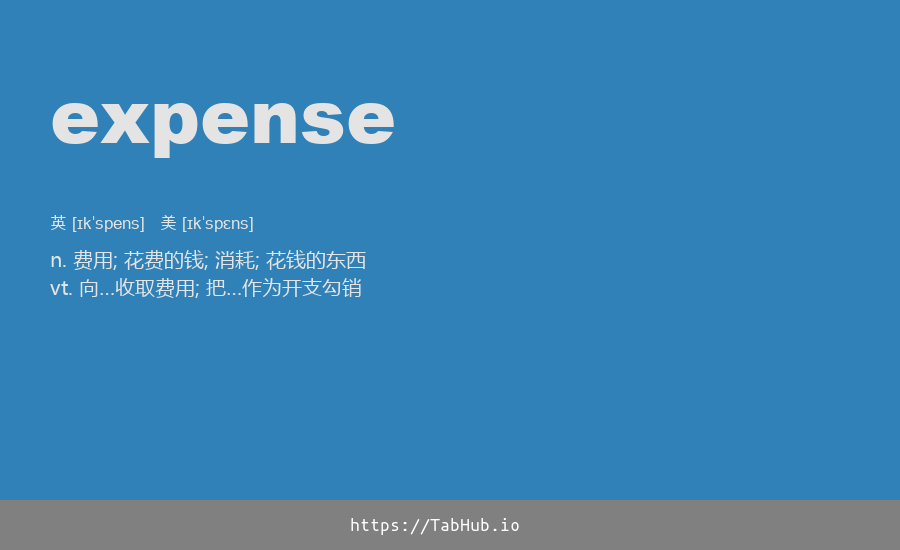 expense
英 [ɪkˈspens] 美 [ɪkˈspɛns]
n. 费用; 花费的钱; 消耗; 花钱的东西
vt. 向...收取费用; 把...作为开支勾销
https://TabHub.io